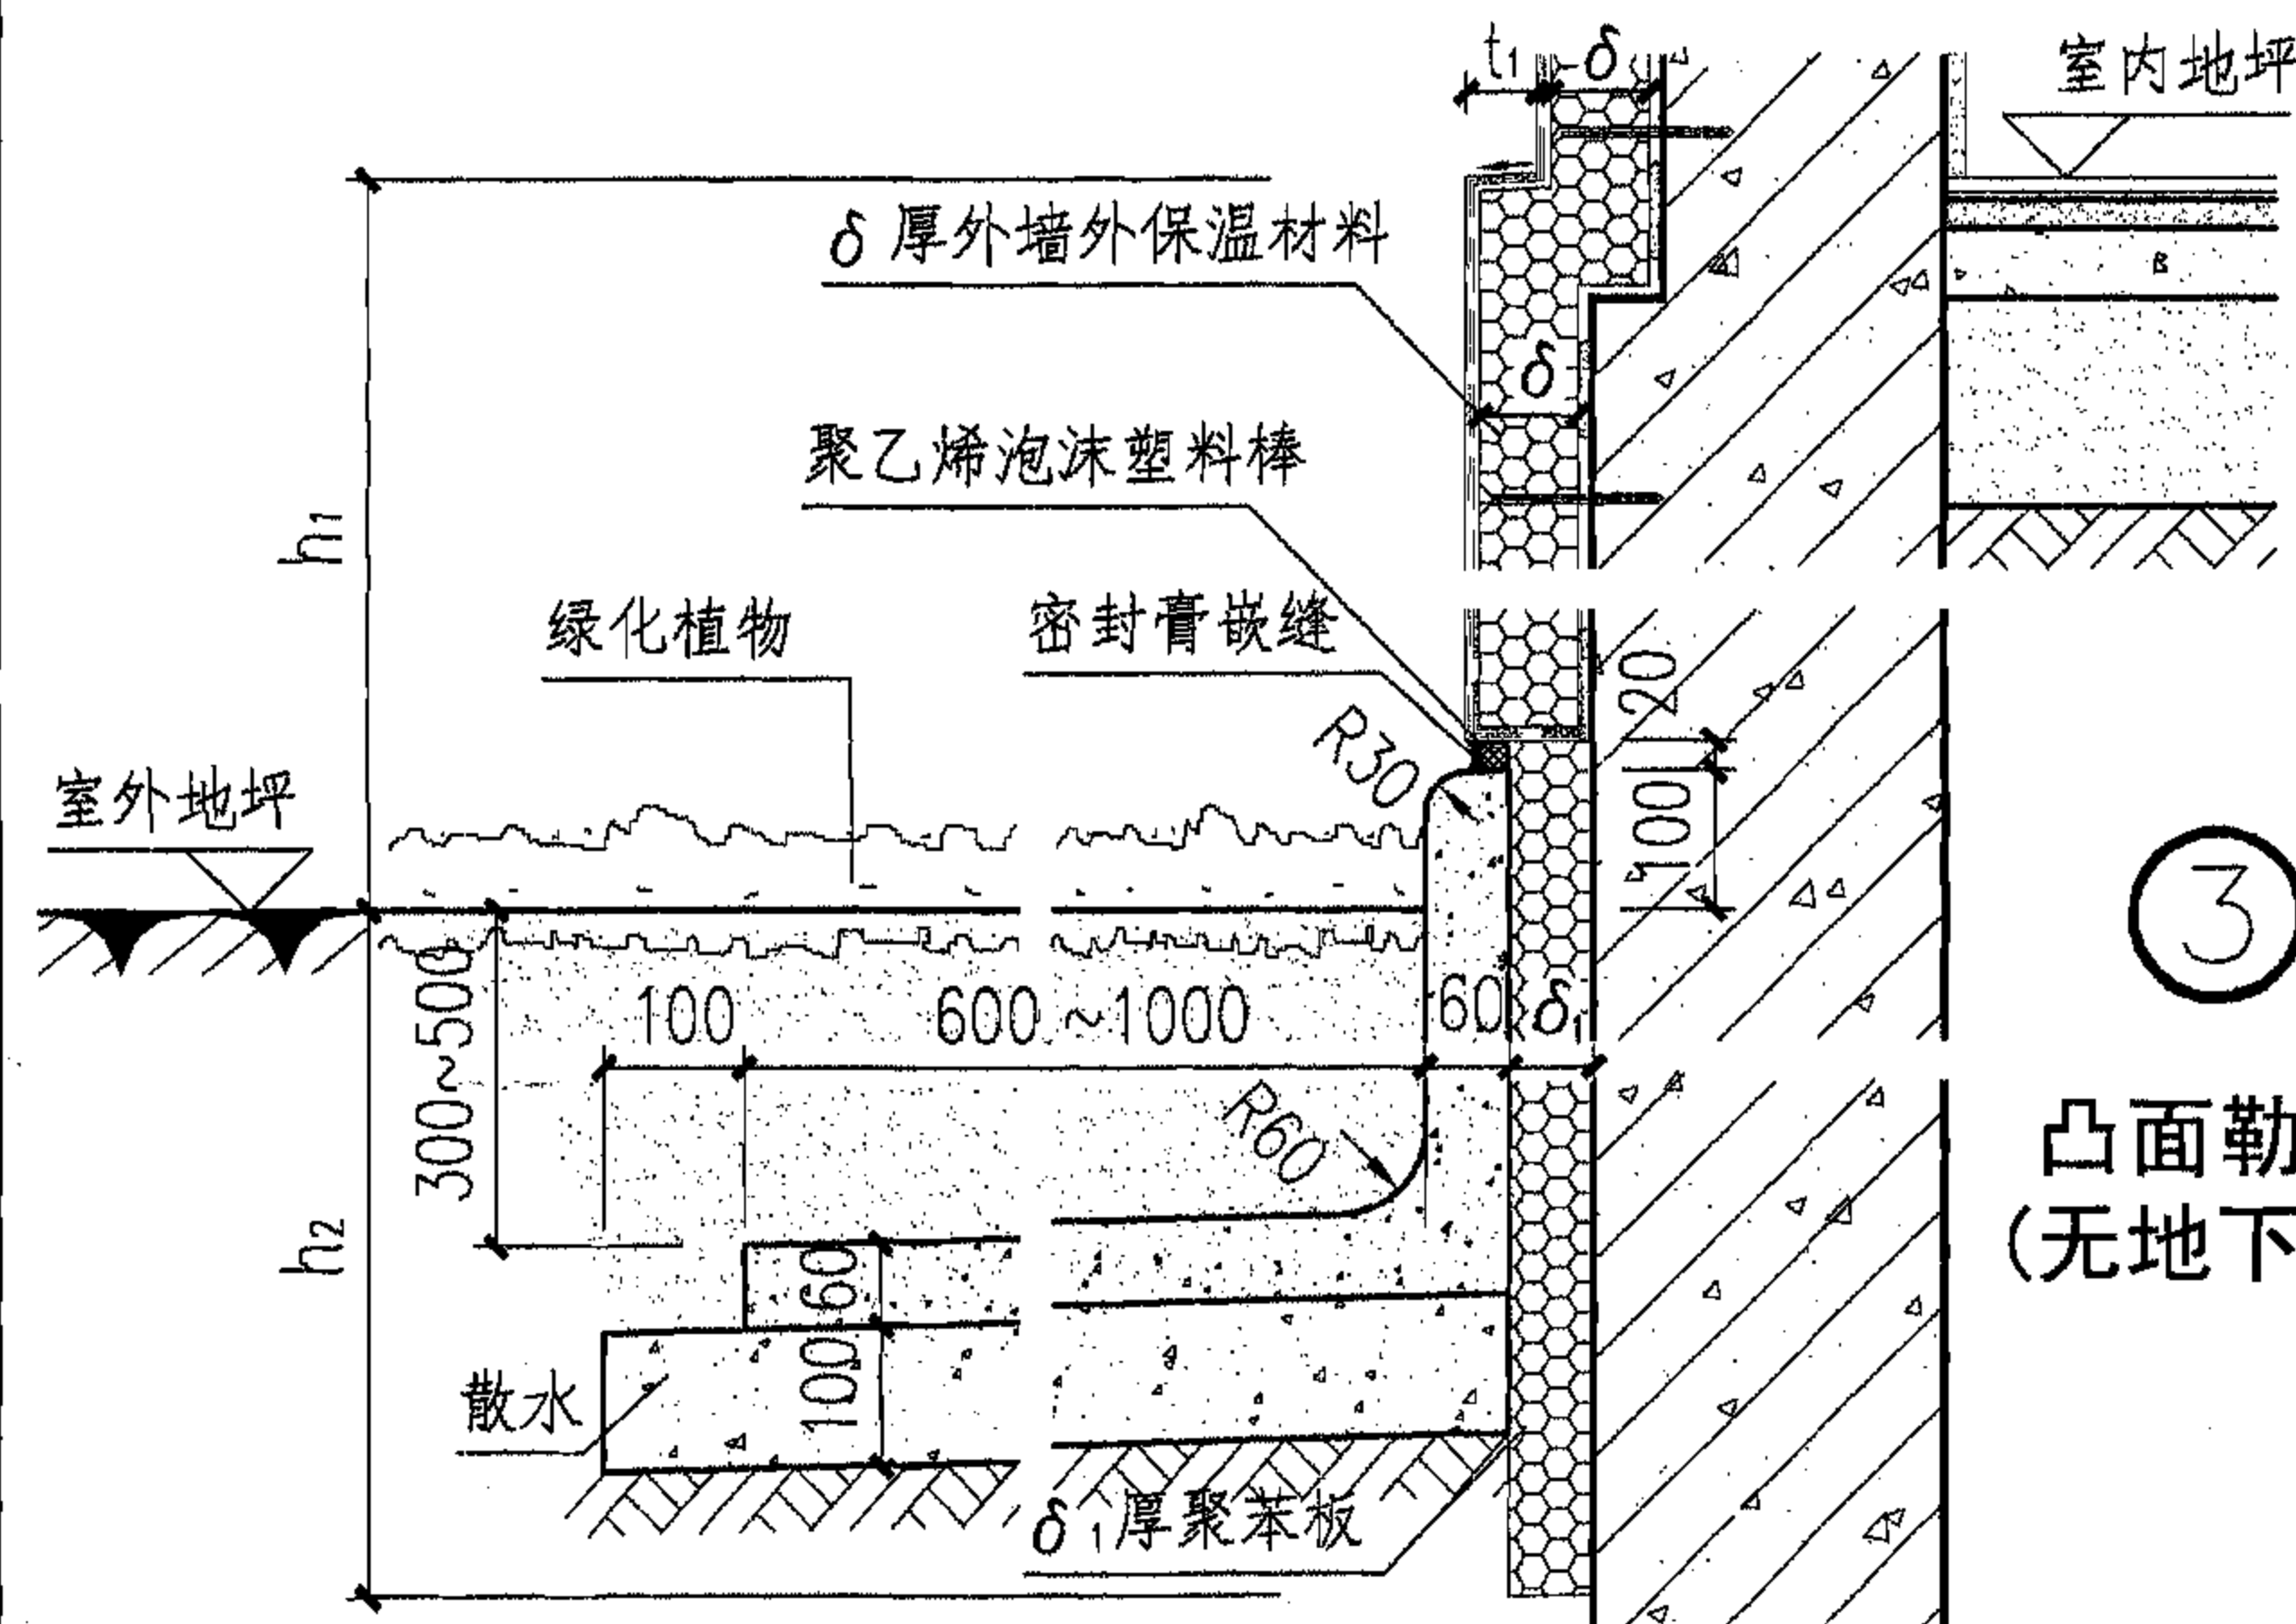 t1
δ
室内地坪
δ 厚外墙外保温材料
δ
聚乙烯泡沫塑料棒
h1
绿化植物
密封膏嵌缝
20
R30
室外地坪
100
3
300~500
100
600~1000
60
δ1
R60
凸面勒
(无地下
h2
60
100
散水
δ1厚聚苯板